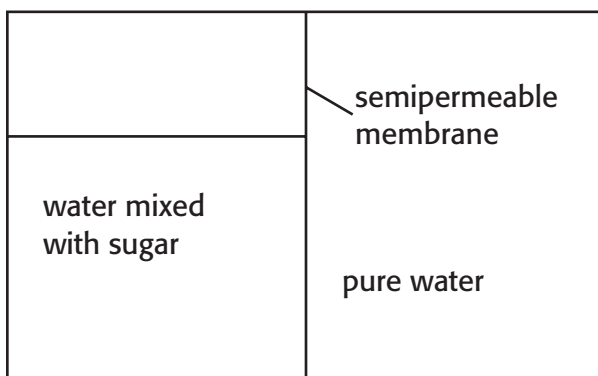 semipermeable
membrane
water mixed
with sugar
pure water